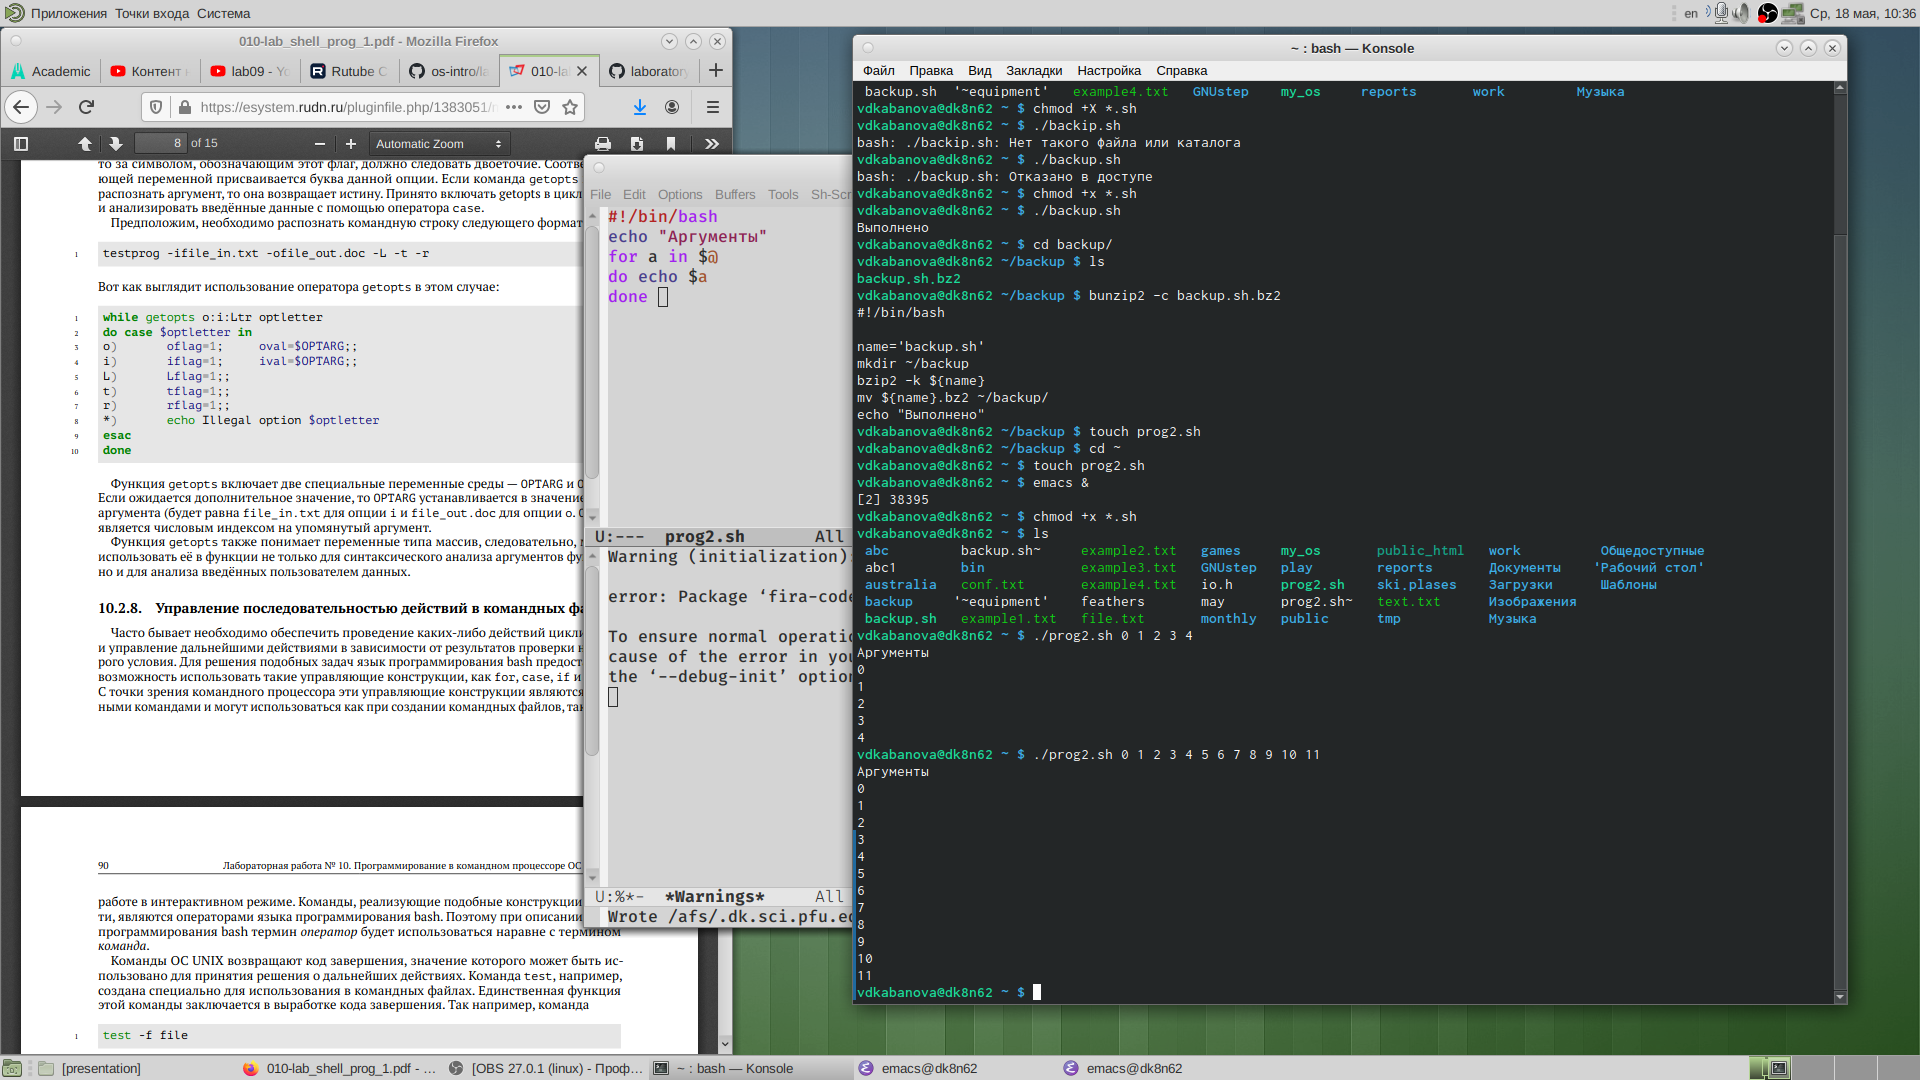 Приложения Точки входа Система
en
Ср, 18 мая, 10:36
010-lab_shell_prog_1.pdf - Mozilla Firefox
Academic
Контент
lab09 - Yo
Rutube
os-intro/la
010-la
laborator
https://esystem.rudn.ru/pluginfile.php/1383051/
8 of 15
Automatic Zoom
то за символом, обозначающим этот флаг, должно следовать двоеточие. Соотве
ющей переменной присваивается буква данной опции. Если команда getopts
распознать аргумент, то она возвращает истину. Принято включать getopts в цикл
и анализировать введённые данные с помощью оператора case.
Предположим, необходимо распознать командную строку следующего формат
1 testprog -ifile_in.txt -ofile_out.doc -L -t -r
Вот как выглядит использование оператора getopts в этом случае:
1 while getopts o:i:Ltr optletter
2 do case $optletter in
3 o) oflag=1; oval=$OPTARG;;
4 i) iflag=1; ival=$OPTARG;;
5 L) Lflag=1;;
6 t) tflag=1;;
7 r) rflag=1;;
8 *) echo Illegal option $optletter
9 esac
10 done
Функция getopts включает две специальные переменные среды — OPTARG и O
Если ожидается дополнительное значение, то OPTARG устанавливается в значение
аргумента (будет равна file_in.txt для опции i и file_out.doc для опции o. O
является числовым индексом на упомянутый аргумент.
Функция getopts также понимает переменные типа массив, следовательно,
использовать её в функции не только для синтаксического анализа аргументов фу
но и для анализа введённых пользователем данных.
10.2.8. Управление последовательностью действий в командных фа
Часто бывает необходимо обеспечить проведение каких-либо действий цикли
и управление дальнейшими действиями в зависимости от результатов проверки н
рого условия. Для решения подобных задач язык программирования bash предост
возможность использовать такие управляющие конструкции, как for, case, if и
С точки зрения командного процессора эти управляющие конструкции являются
ными командами и могут использоваться как при создании командных файлов, так
90 Лабораторная работа № 10. Программирование в командном процессоре ОС
работе в интерактивном режиме. Команды, реализующие подобные конструкции
ти, являются операторами языка программирования bash. Поэтому при описании
программирования bash термин оператор будет использоваться наравне с термином
команда.
Команды ОС UNIX возвращают код завершения, значение которого может быть ис-
пользовано для принятия решения о дальнейших действиях. Команда test, например,
создана специально для использования в командных файлах. Единственная функция
этой команды заключается в выработке кода завершения. Так например, команда
1 test -f file
File Edit Options Buffers Tools Sh-Scr
#!/bin/bash
echo "Аргументы"
for a in $@
do echo $a
done
U:--- prog2.sh All
Warning (initialization):
error: Package ‘fira-code
To ensure normal operatio
cause of the error in you
the ‘--debug-init’ option
U:%*- *Warnings* All
Wrote /afs/.dk.sci.pfu.ed
~ : bash — Konsole
Файл Правка Вид Закладки Настройка Справка
backup.sh '~equipment' example4.txt GNUstep my_os reports work Музыка
vdkabanova@dk8n62 ~ $ chmod +X *.sh
vdkabanova@dk8n62 ~ $ ./backip.sh
bash: ./backip.sh: Нет такого файла или каталога
vdkabanova@dk8n62 ~ $ ./backup.sh
bash: ./backup.sh: Отказано в доступе
vdkabanova@dk8n62 ~ $ chmod +x *.sh
vdkabanova@dk8n62 ~ $ ./backup.sh
Выполнено
vdkabanova@dk8n62 ~ $ cd backup/
vdkabanova@dk8n62 ~/backup $ ls
backup.sh.bz2
vdkabanova@dk8n62 ~/backup $ bunzip2 -c backup.sh.bz2
#!/bin/bash
name='backup.sh'
mkdir ~/backup
bzip2 -k ${name}
mv ${name}.bz2 ~/backup/
echo "Выполнено"
vdkabanova@dk8n62 ~/backup $ touch prog2.sh
vdkabanova@dk8n62 ~/backup $ cd ~
vdkabanova@dk8n62 ~ $ touch prog2.sh
vdkabanova@dk8n62 ~ $ emacs &
[2] 38395
vdkabanova@dk8n62 ~ $ chmod +x *.sh
vdkabanova@dk8n62 ~ $ ls
abc backup.sh~ example2.txt games my_os public_html work Общедоступные
abc1 bin example3.txt GNUstep play reports Документы 'Рабочий стол'
australia conf.txt example4.txt io.h prog2.sh ski.plases Загрузки Шаблоны
backup '~equipment' feathers may prog2.sh~ text.txt Изображения
backup.sh example1.txt file.txt monthly public tmp Музыка
vdkabanova@dk8n62 ~ $ ./prog2.sh 0 1 2 3 4
Аргументы
0
1
2
3
4
vdkabanova@dk8n62 ~ $ ./prog2.sh 0 1 2 3 4 5 6 7 8 9 10 11
Аргументы
0
1
2
3
4
5
6
7
8
9
10
11
vdkabanova@dk8n62 ~ $
[presentation]
010-lab_shell_prog_1.pdf - …
[OBS 27.0.1 (linux) - Проф…
~ : bash — Konsole
emacs@dk8n62
emacs@dk8n62